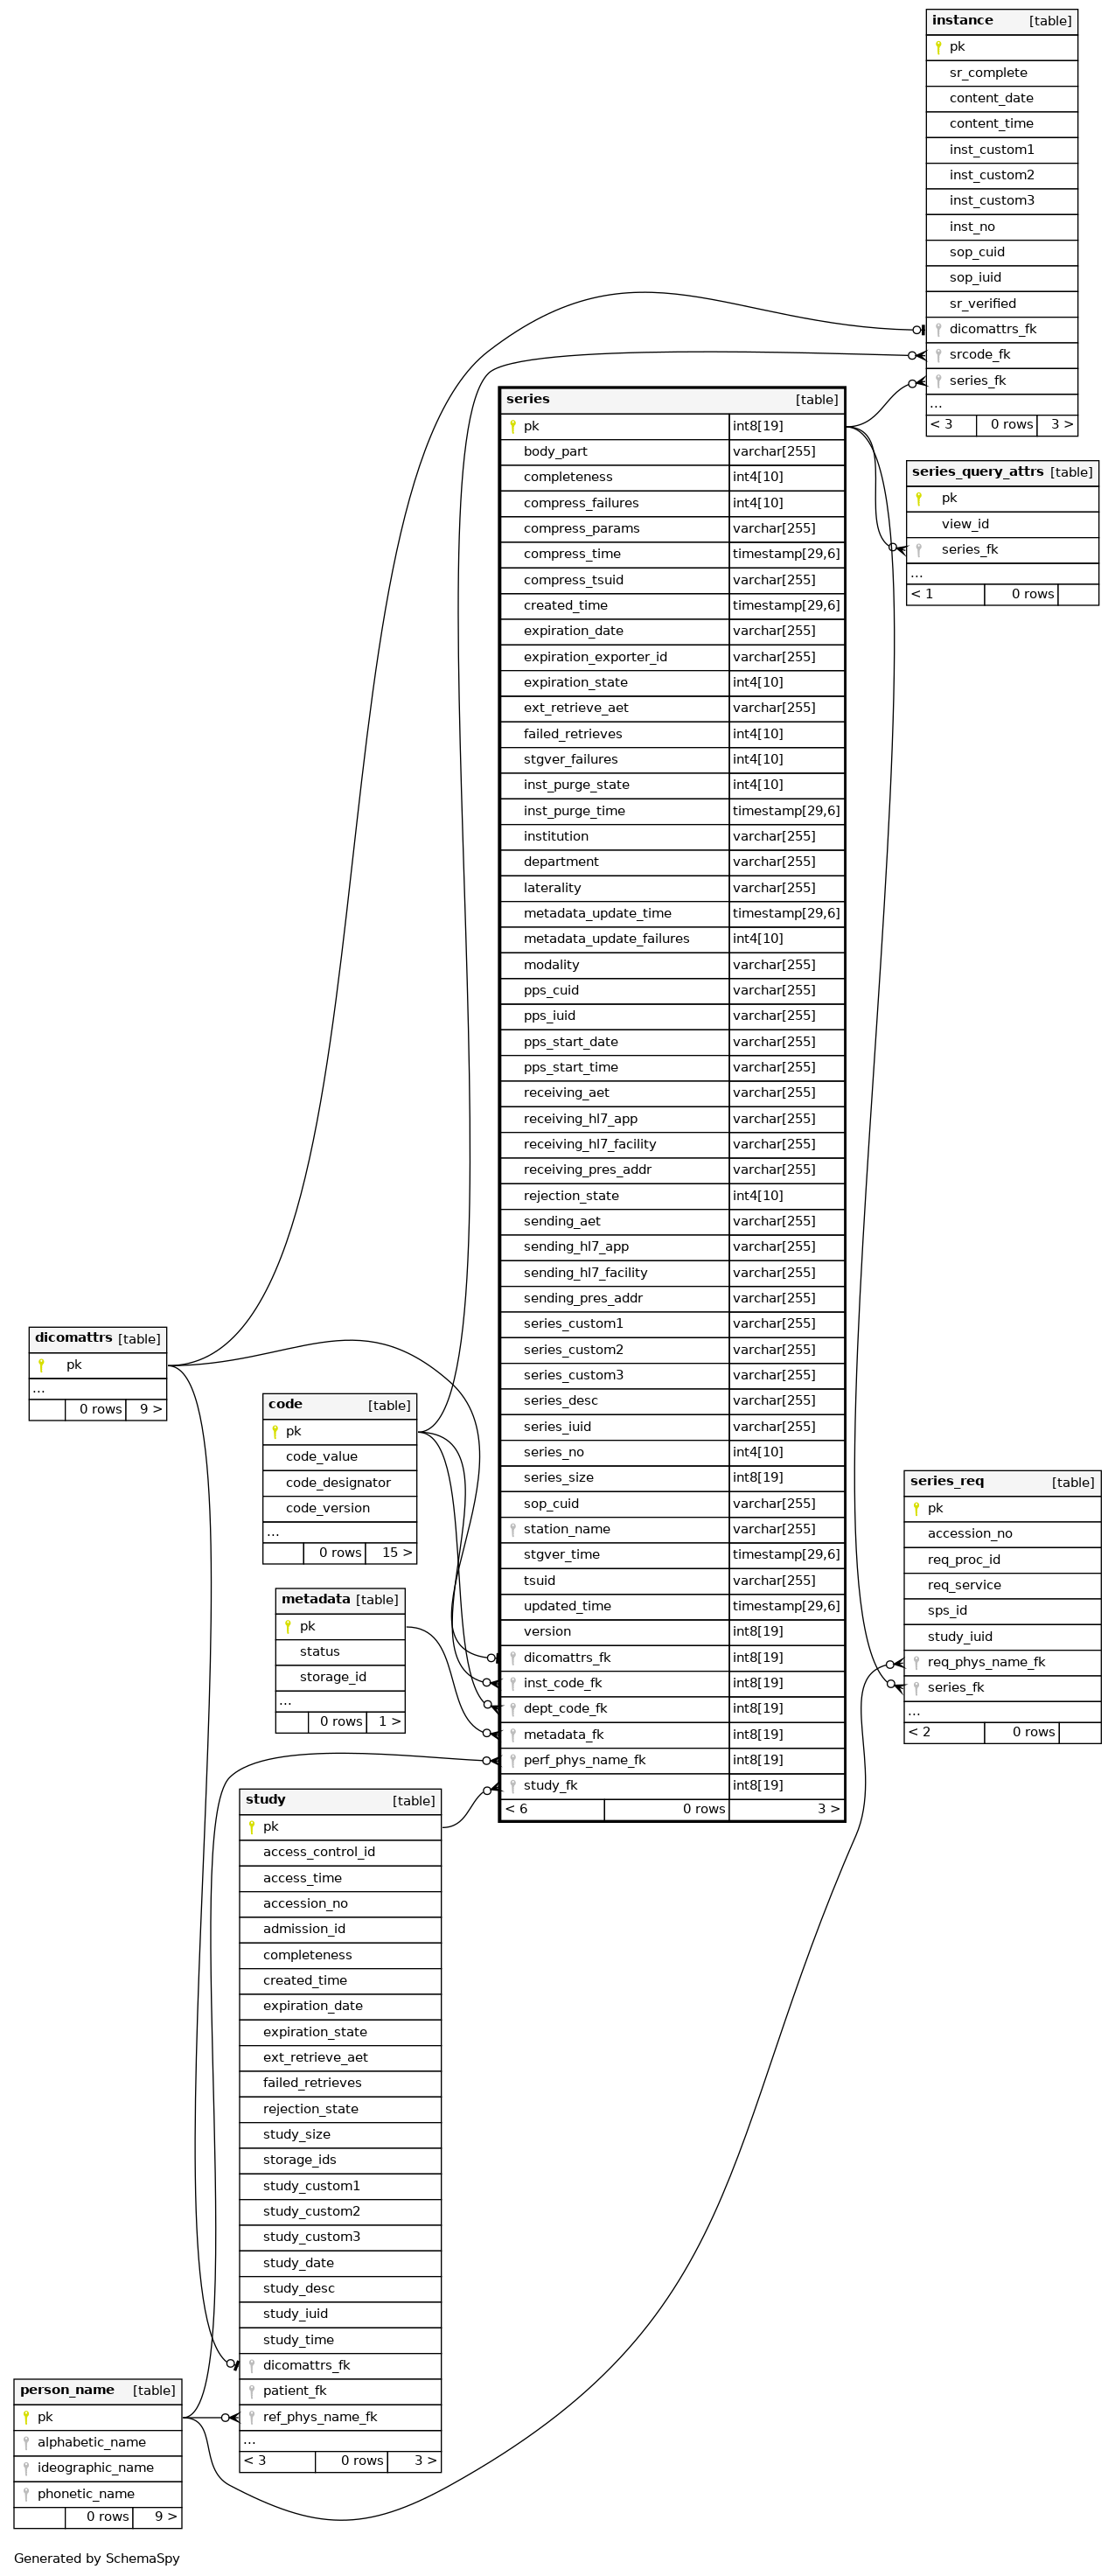 instance [table]
pk
sr_complete
content_date
content_time
inst_custom1
inst_custom2
inst_custom3
inst_no
sop_cuid
sop_iuid
sr_verified
dicomattrs_fk
srcode_fk
series_fk
...
< 3 0 rows 3 >
series [table]
pk int8[19]
body_part varchar[255]
completeness int4[10]
compress_failures int4[10]
compress_params varchar[255]
compress_time timestamp[29,6]
compress_tsuid varchar[255]
created_time timestamp[29,6]
expiration_date varchar[255]
expiration_exporter_id varchar[255]
expiration_state int4[10]
ext_retrieve_aet varchar[255]
failed_retrieves int4[10]
stgver_failures int4[10]
inst_purge_state int4[10]
inst_purge_time timestamp[29,6]
institution varchar[255]
department varchar[255]
laterality varchar[255]
metadata_update_time timestamp[29,6]
metadata_update_failures int4[10]
modality varchar[255]
pps_cuid varchar[255]
pps_iuid varchar[255]
pps_start_date varchar[255]
pps_start_time varchar[255]
receiving_aet varchar[255]
receiving_hl7_app varchar[255]
receiving_hl7_facility varchar[255]
receiving_pres_addr varchar[255]
rejection_state int4[10]
sending_aet varchar[255]
sending_hl7_app varchar[255]
sending_hl7_facility varchar[255]
sending_pres_addr varchar[255]
series_custom1 varchar[255]
series_custom2 varchar[255]
series_custom3 varchar[255]
series_desc varchar[255]
series_iuid varchar[255]
series_no int4[10]
series_size int8[19]
sop_cuid varchar[255]
station_name varchar[255]
stgver_time timestamp[29,6]
tsuid varchar[255]
updated_time timestamp[29,6]
version int8[19]
dicomattrs_fk int8[19]
inst_code_fk int8[19]
dept_code_fk int8[19]
metadata_fk int8[19]
perf_phys_name_fk int8[19]
study_fk int8[19]
< 6 0 rows 3 >
series_query_attrs [table]
pk
view_id
series_fk
...
< 1 0 rows
dicomattrs [table]
pk
...
0 rows 9 >
code [table]
pk
code_value
code_designator
code_version
...
0 rows 15 >
series_req [table]
pk
accession_no
req_proc_id
req_service
sps_id
study_iuid
req_phys_name_fk
series_fk
...
< 2 0 rows
metadata [table]
pk
status
storage_id
...
0 rows 1 >
study [table]
pk
access_control_id
access_time
accession_no
admission_id
completeness
created_time
expiration_date
expiration_state
ext_retrieve_aet
failed_retrieves
rejection_state
study_size
storage_ids
study_custom1
study_custom2
study_custom3
study_date
study_desc
study_iuid
study_time
dicomattrs_fk
patient_fk
ref_phys_name_fk
...
< 3 0 rows 3 >
person_name [table]
pk
alphabetic_name
ideographic_name
phonetic_name
0 rows 9 >
Generated by SchemaSpy